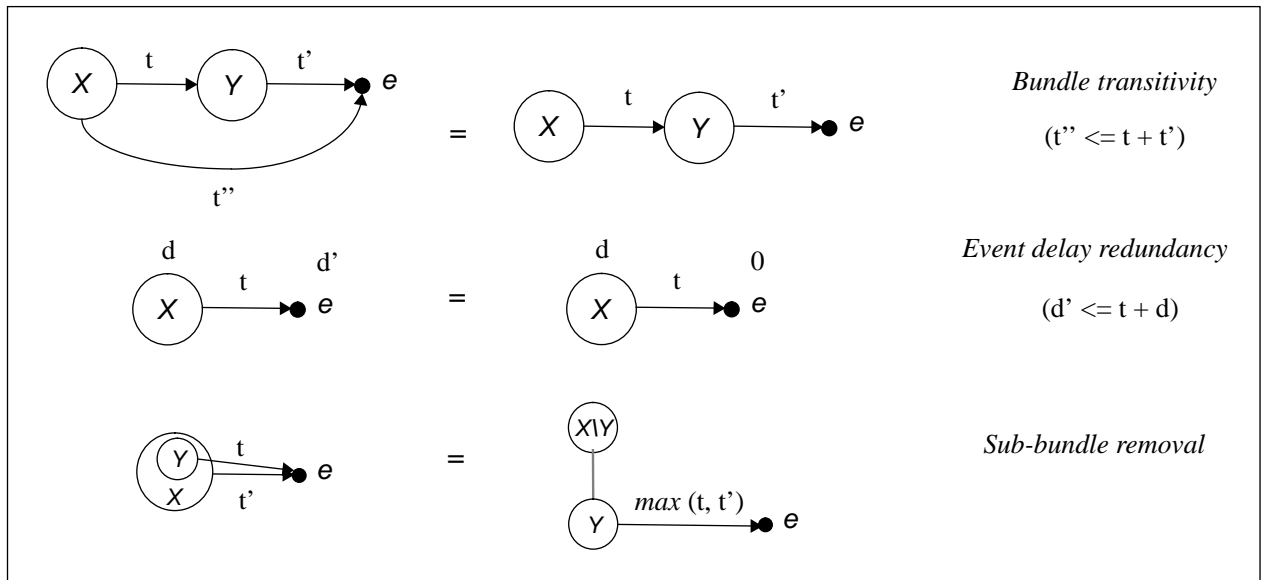 X t Y t’ e
t’’
= X t Y t’ e
Bundle transitivity
(t’’ <= t + t’)
d
X t d’ e
=
d
X t 0 e
Event delay redundancy
(d’ <= t + d)
Y t e
X t’
=
X\Y
Y max (t, t’) e
Sub-bundle removal